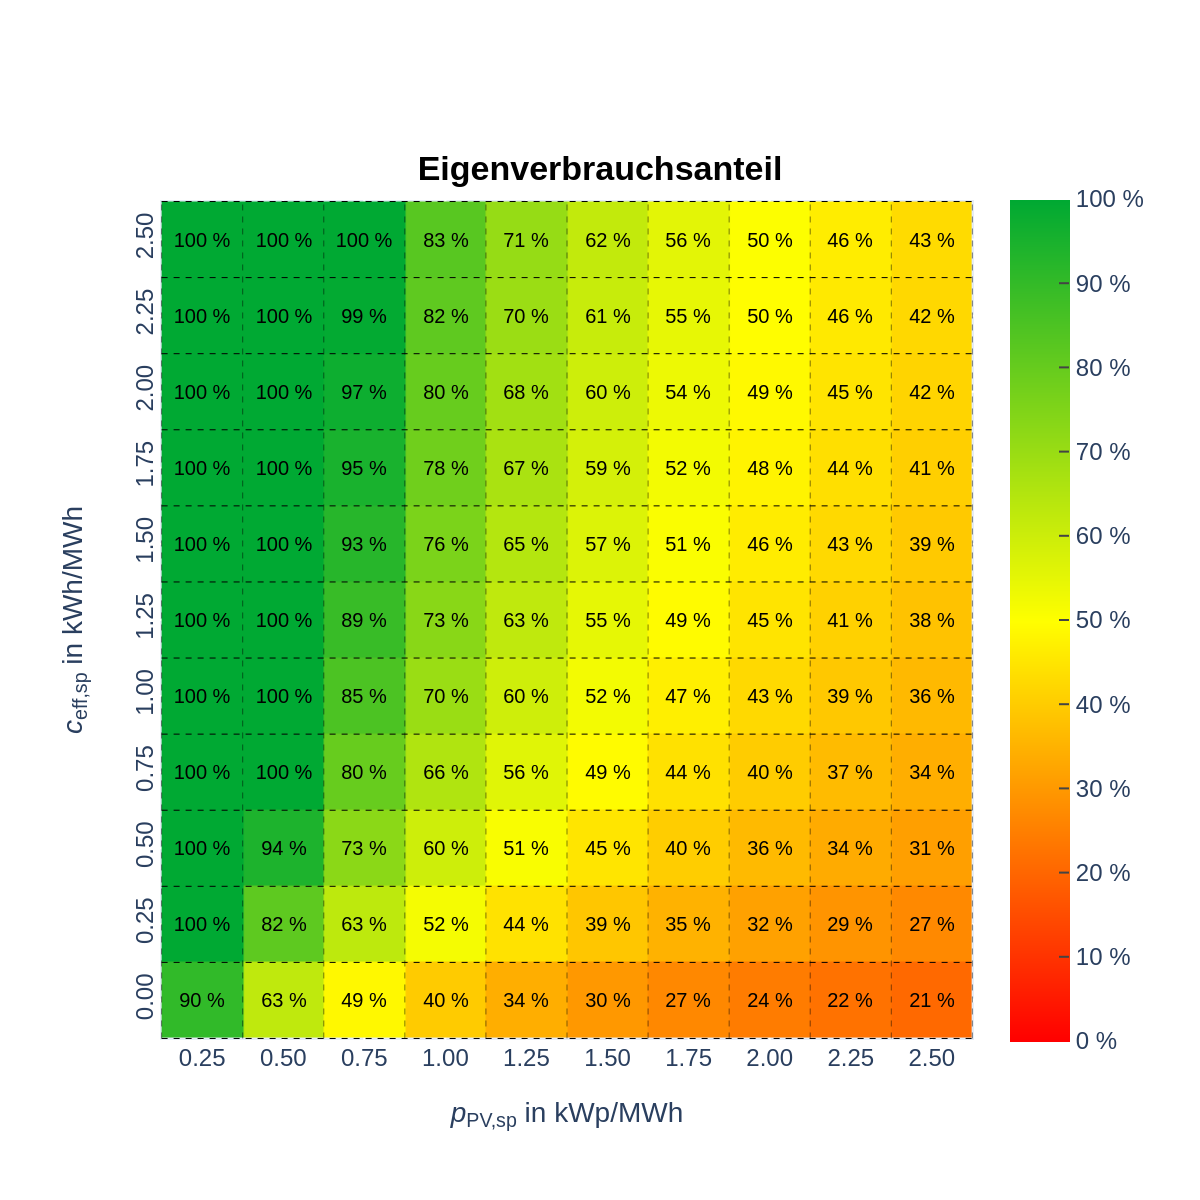 Eigenverbrauchsanteil
2.50 100 % 100 % 100 % 83 % 71 % 62 % 56 % 50 % 46 % 43 %
2.25 100 % 100 % 99 % 82 % 70 % 61 % 55 % 50 % 46 % 42 %
2.00 100 % 100 % 97 % 80 % 68 % 60 % 54 % 49 % 45 % 42 %
1.75 100 % 100 % 95 % 78 % 67 % 59 % 52 % 48 % 44 % 41 %
1.50 100 % 100 % 93 % 76 % 65 % 57 % 51 % 46 % 43 % 39 %
1.25 100 % 100 % 89 % 73 % 63 % 55 % 49 % 45 % 41 % 38 %
1.00 100 % 100 % 85 % 70 % 60 % 52 % 47 % 43 % 39 % 36 %
0.75 100 % 100 % 80 % 66 % 56 % 49 % 44 % 40 % 37 % 34 %
0.50 100 % 94 % 73 % 60 % 51 % 45 % 40 % 36 % 34 % 31 %
0.25 100 % 82 % 63 % 52 % 44 % 39 % 35 % 32 % 29 % 27 %
0.00 90 % 63 % 49 % 40 % 34 % 30 % 27 % 24 % 22 % 21 %
0.25 0.50 0.75 1.00 1.25 1.50 1.75 2.00 2.25 2.50
pPV,sp in kWp/MWh
ceff,sp in kWh/MWh
100 %
90 %
80 %
70 %
60 %
50 %
40 %
30 %
20 %
10 %
0 %